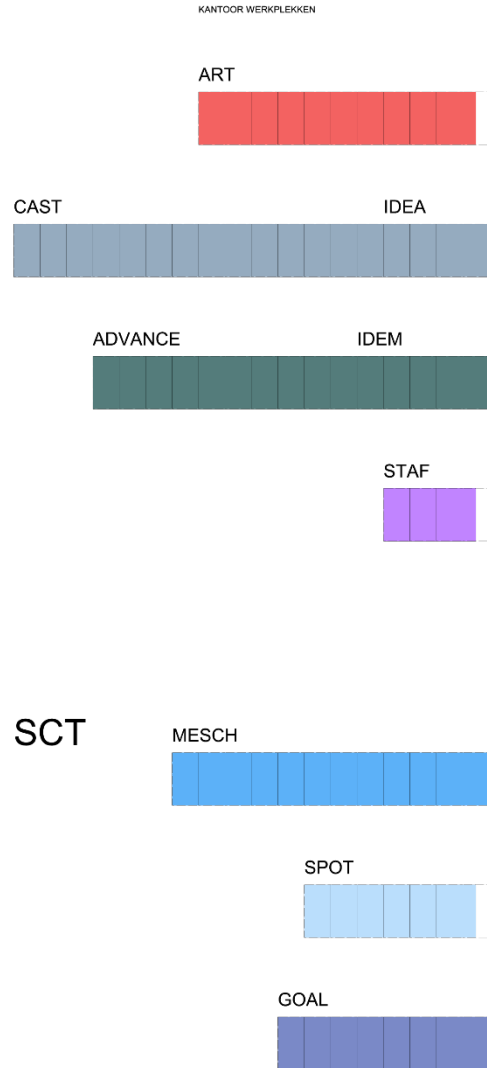 KANTOOR WERKPLEKKEN
ART
CAST IDEA
ADVANCE IDEM
STAF
SCT MESCH
SPOT
GOAL